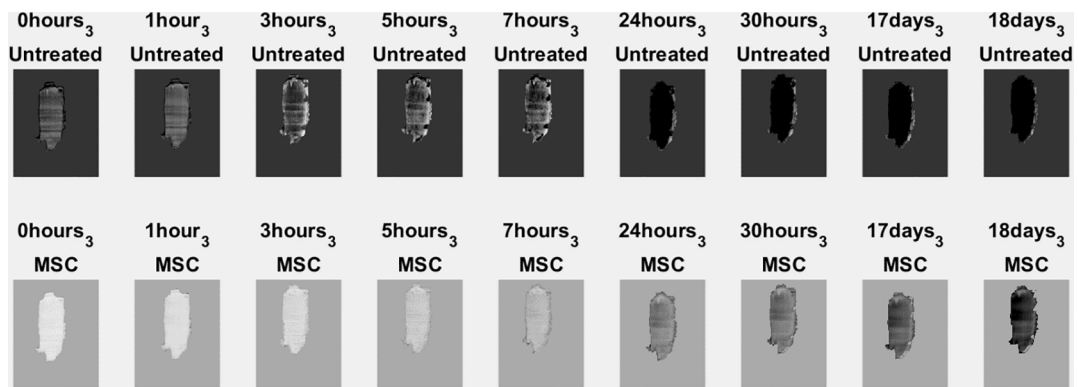 0hours3 1hour3 3hours3 5hours3 7hours3 24hours3 30hours3 17days3 18days3
Untreated Untreated Untreated Untreated Untreated Untreated Untreated Untreated Untreated
0hours3 1hour3 3hours3 5hours3 7hours3 24hours3 30hours3 17days3 18days3
MSC MSC MSC MSC MSC MSC MSC MSC MSC